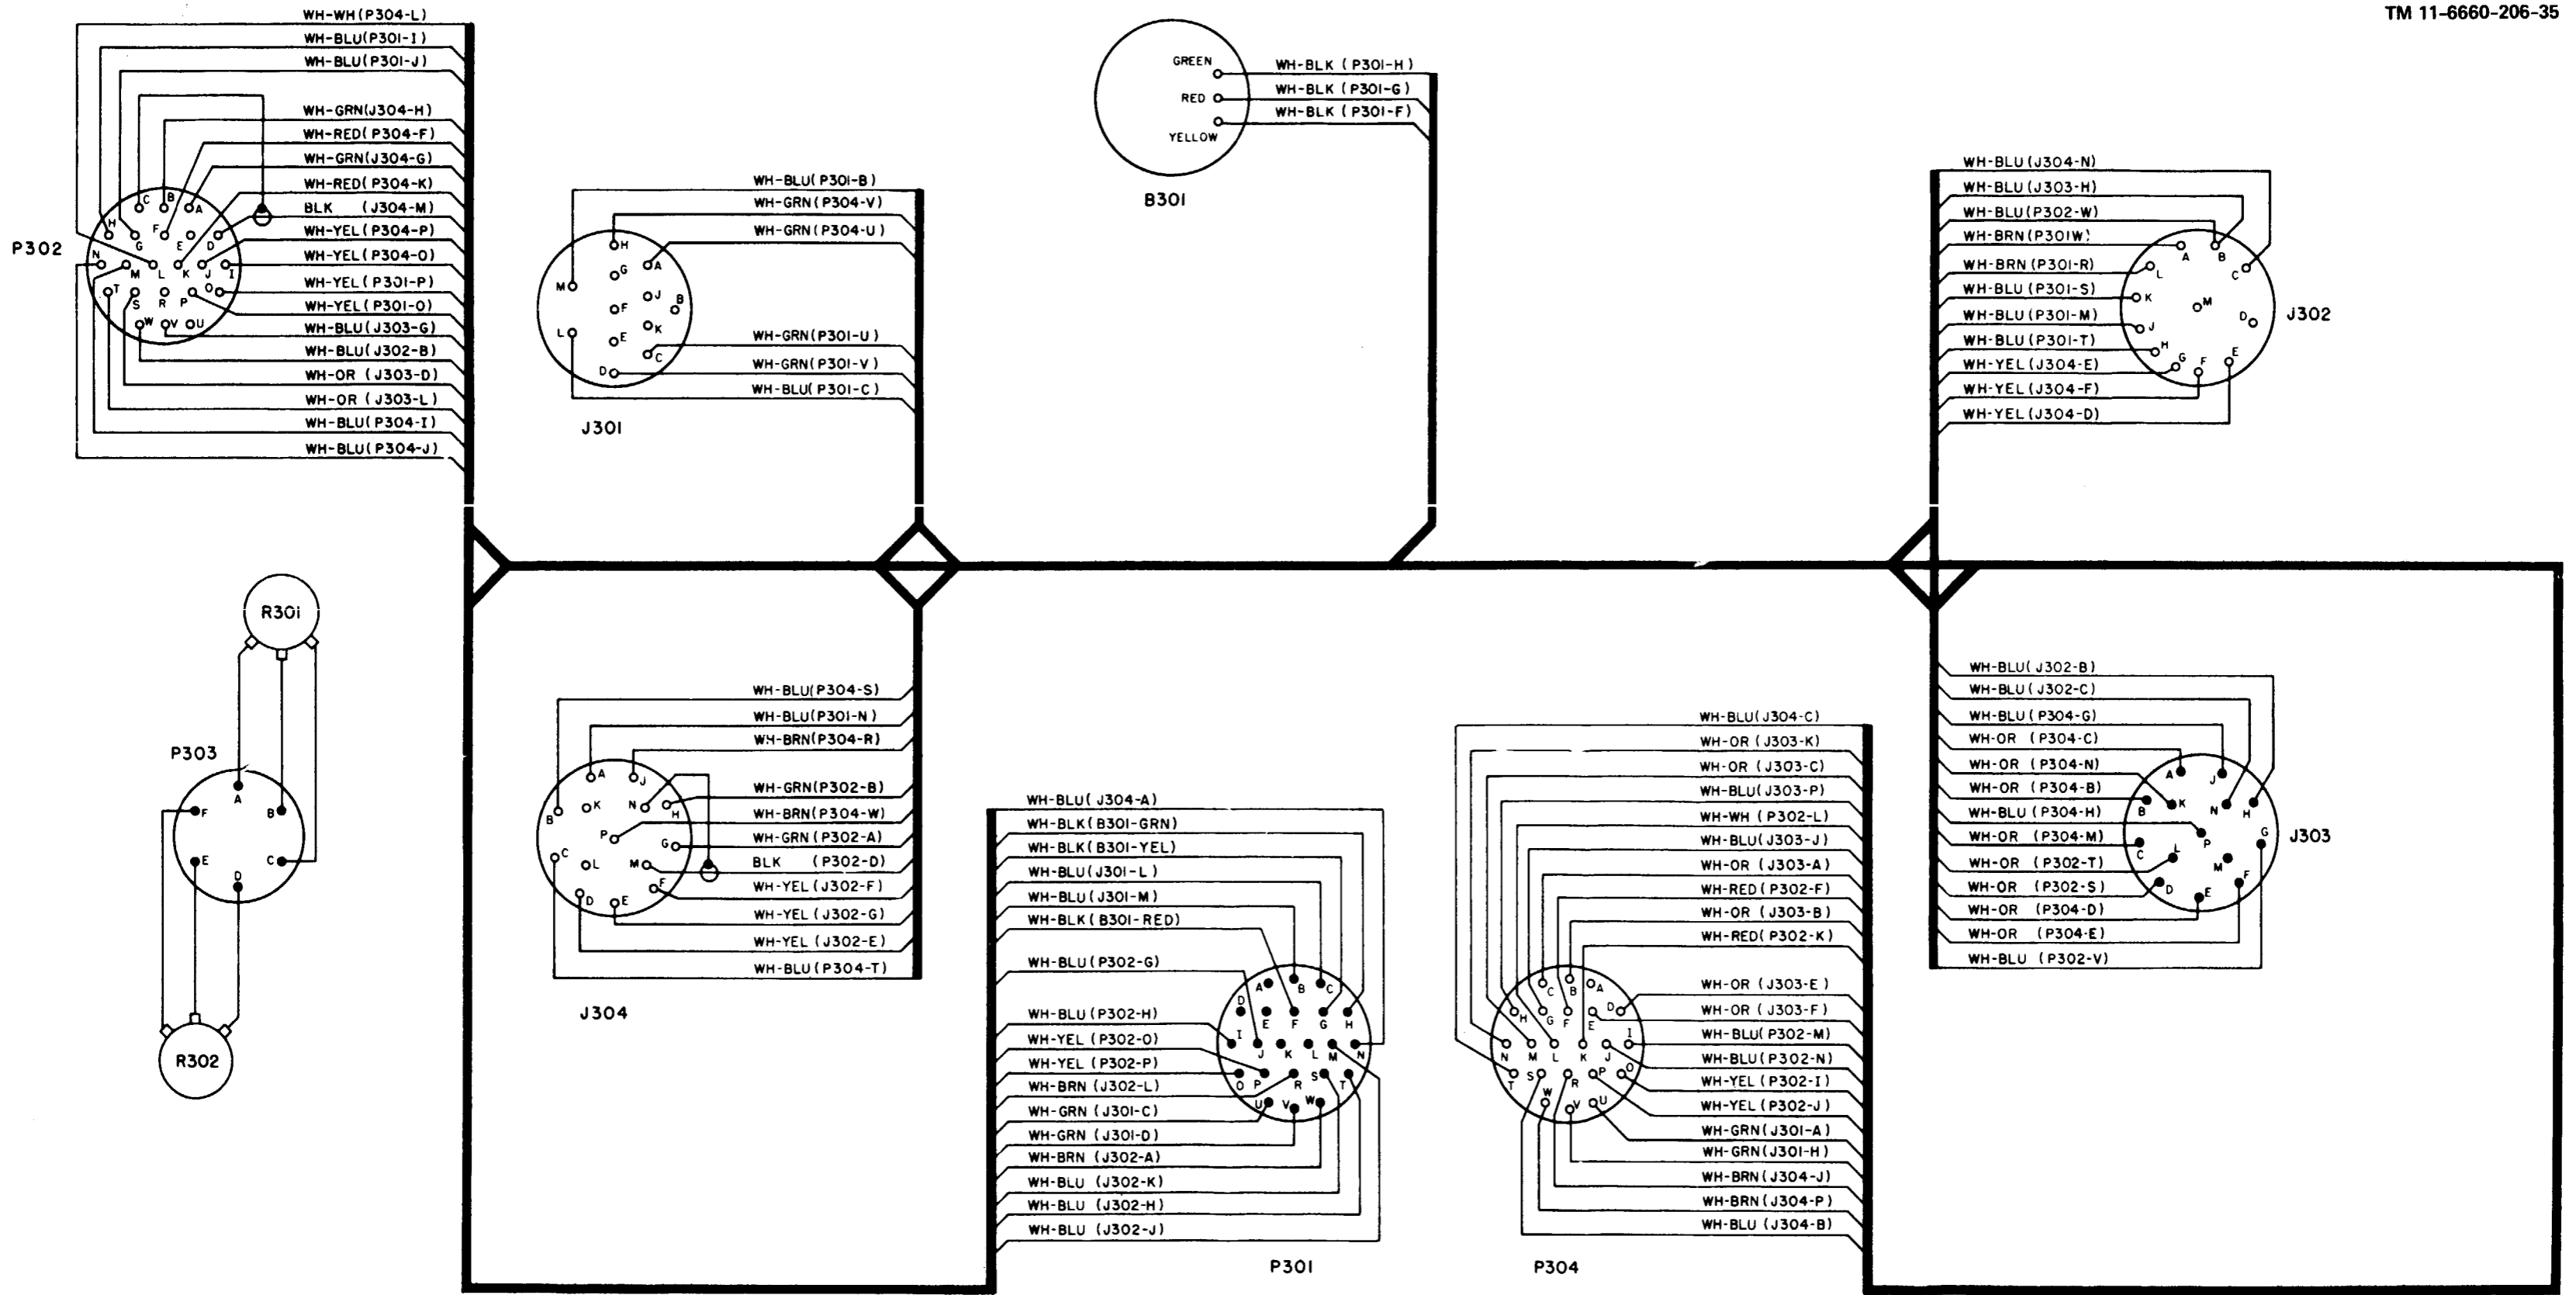 TM 11-6660-206-35
WH-WH(P304-L)
WH-BLU(P301-I)
WH-BLU(P301-J)
WH-GRN(J304-H)
WH-RED(P304-F)
WH-GRN(J304-G)
WH-RED(P304-K)
BLK (J304-M)
WH-YEL(P304-P)
WH-YEL(P304-O)
WH-YEL(P301-P)
WH-YEL(P301-O)
WH-BLU(J303-G)
WH-BLU(J302-B)
WH-OR (J303-D)
WH-OR (J303-L)
WH-BLU(P304-I)
WH-BLU(P304-J)
P302
C B A
H G F E D
N M L K J I
T S R P O
W V U
WH-BLU(P301-B)
WH-GRN(P304-V)
WH-GRN(P304-U)
WH-GRN(P301-U)
WH-GRN(P301-V)
WH-BLU(P301-C)
H
G A
M J B
F
L K
E
D C
J301
GREEN
RED
YELLOW
WH-BLK (P301-H)
WH-BLK (P301-G)
WH-BLK (P301-F)
B301
WH-BLU(J304-N)
WH-BLU(J303-H)
WH-BLU(P302-W)
WH-BRN(P301W)
WH-BRN(P301-R)
WH-BLU(P301-S)
WH-BLU(P301-M)
WH-BLU(P301-T)
WH-YEL(J304-E)
WH-YEL(J304-F)
WH-YEL(J304-D)
A B
L C
K M
J D
H G F E
J302
R301
P303
A
F B
E C
D
R302
WH-BLU(P304-S)
WH-BLU(P301-N)
WH-BRN(P304-R)
WH-GRN(P302-B)
WH-BRN(P304-W)
WH-GRN(P302-A)
BLK (P302-D)
WH-YEL(J302-F)
WH-YEL (J302-G)
WH-YEL (J302-E)
WH-BLU(P304-T)
A J
B K N H
P G
C L M
D E F
J304
WH-BLU(J304-A)
WH-BLK(B301-GRN)
WH-BLK(B301-YEL)
WH-BLU(J301-L)
WH-BLU(J301-M)
WH-BLK(B301-RED)
WH-BLU(P302-G)
WH-BLU(P302-H)
WH-YEL (P302-O)
WH-YEL (P302-P)
WH-BRN (J302-L)
WH-GRN (J301-C)
WH-GRN (J301-D)
WH-BRN (J302-A)
WH-BLU (J302-K)
WH-BLU (J302-H)
WH-BLU (J302-J)
A B C
D E F G H
I J K L M N
O P R S T
U V W
P301
WH-BLU(J304-C)
WH-OR (J303-K)
WH-OR (J303-C)
WH-BLU(J303-P)
WH-WH (P302-L)
WH-BLU(J303-J)
WH-OR (J303-A)
WH-RED(P302-F)
WH-OR (J303-B)
WH-RED(P302-K)
WH-OR (J303-E)
WH-OR (J303-F)
WH-BLU(P302-M)
WH-BLU(P302-N)
WH-YEL (P302-I)
WH-YEL (P302-J)
WH-GRN(J301-A)
WH-GRN(J301-H)
WH-BRN(J304-J)
WH-BRN(J304-P)
WH-BLU (J304-B)
C B A
H G F E D
N M L K J I
T S R P O
W V U
P304
WH-BLU(J302-B)
WH-BLU(J302-C)
WH-BLU(P304-G)
WH-OR (P304-C)
WH-OR (P304-N)
WH-OR (P304-B)
WH-BLU(P304-H)
WH-OR (P304-M)
WH-OR (P302-T)
WH-OR (P302-S)
WH-OR (P304-D)
WH-OR (P304-E)
WH-BLU (P302-V)
A J
B K N H
P G
C L M
D E F
J303